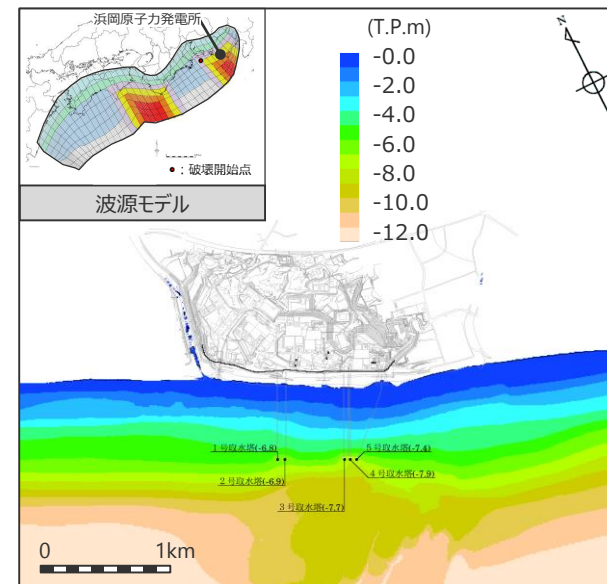 浜岡原子力発電所
●：破壊開始点
波源モデル
(T.P.m)
-0.0
-2.0
-4.0
-6.0
-8.0
-10.0
-12.0
N
1号取水塔(-6.8)
5号取水塔(-7.4)
2号取水塔(-6.9)
4号取水塔(-7.9)
3号取水塔(-7.7)
0 1km